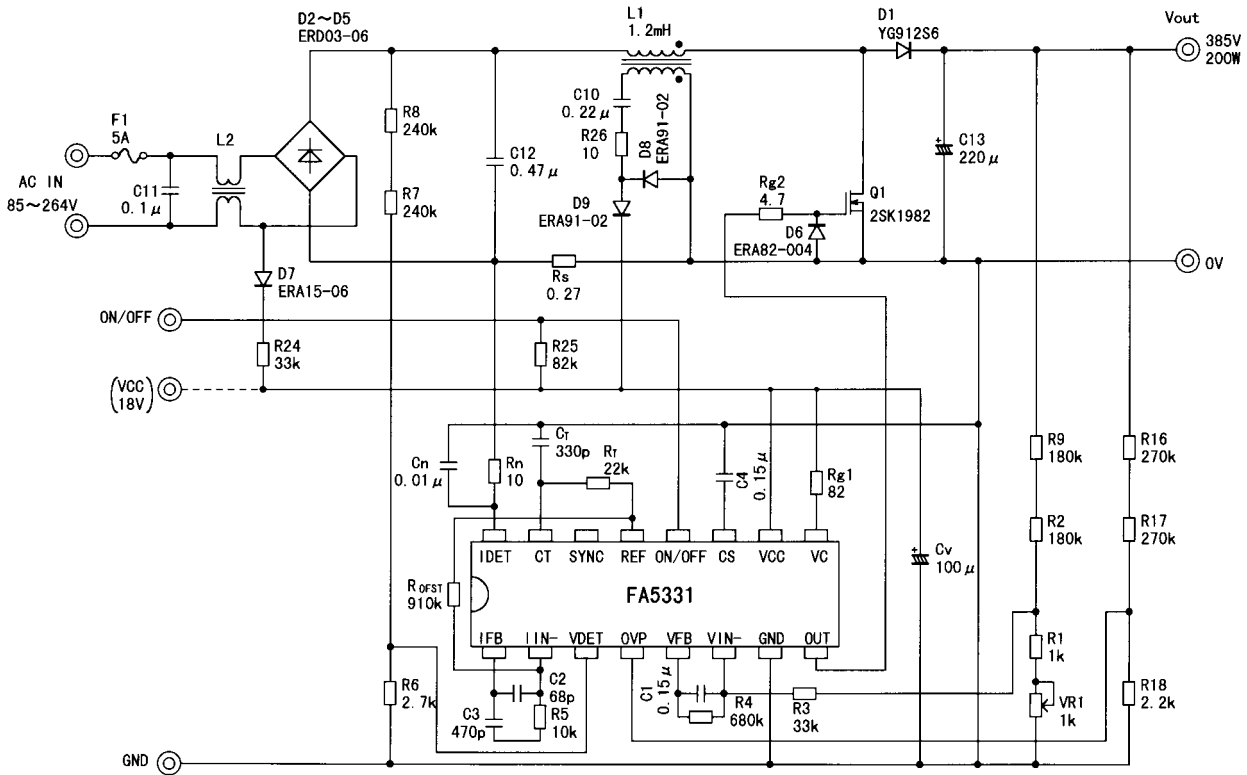 D2～D5
ERD03-06
L1
1.2mH
D1
YG912S6
Vout
385V
200W
F1
5A
L2
R8
240k
C10
0.22μ
R26
10
D8
ERA91-02
C13
220μ
AC IN
85～264V
C11
0.1μ
R7
240k
C12
0.47μ
D9
ERA91-02
Rg2
4.7
Q1
2SK1982
D6
ERA82-004
D7
ERA15-06
Rs
0.27
0V
ON/OFF
R24
33k
R25
82k
(VCC
18V)
Cn
0.01μ
Rn
10
CT
330p
RT
22k
C4
0.15μ
Rg1
82
R9
180k
R16
270k
R2
180k
R17
270k
IDET
CT
SYNC
REF
ON/OFF
CS
VCC
VC
Cv
100μ
ROFST
910k
FA5331
IFB
IIN-
VDET
OVP
VFB
VIN-
GND
OUT
R1
1k
R6
2.7k
C2
68p
C3
470p
R5
10k
C1
0.15μ
R4
680k
R3
33k
VR1
1k
R18
2.2k
GND